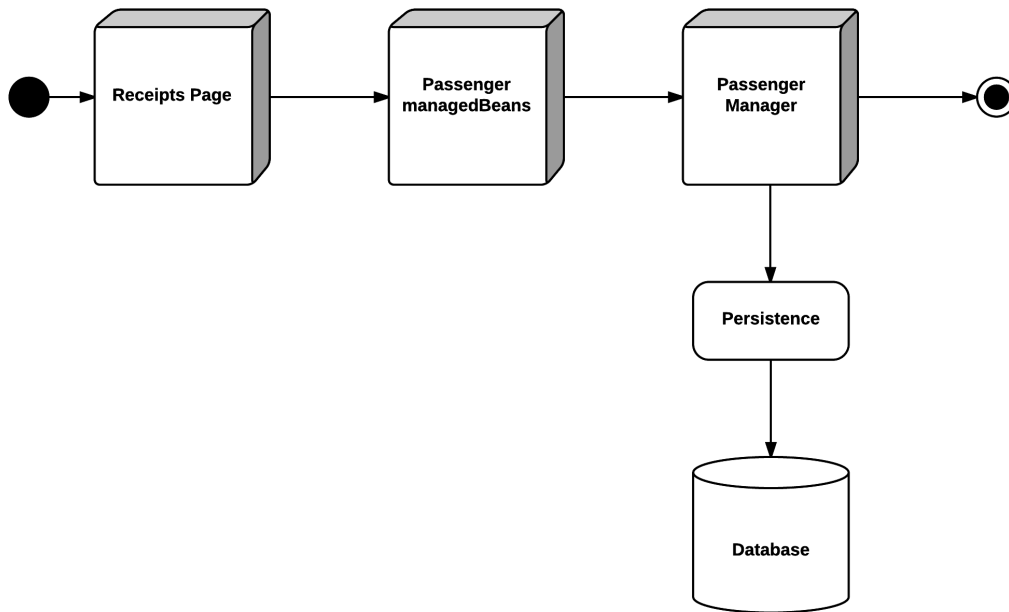 Receipts Page
Passenger
managedBeans
Passenger
Manager
Persistence
Database